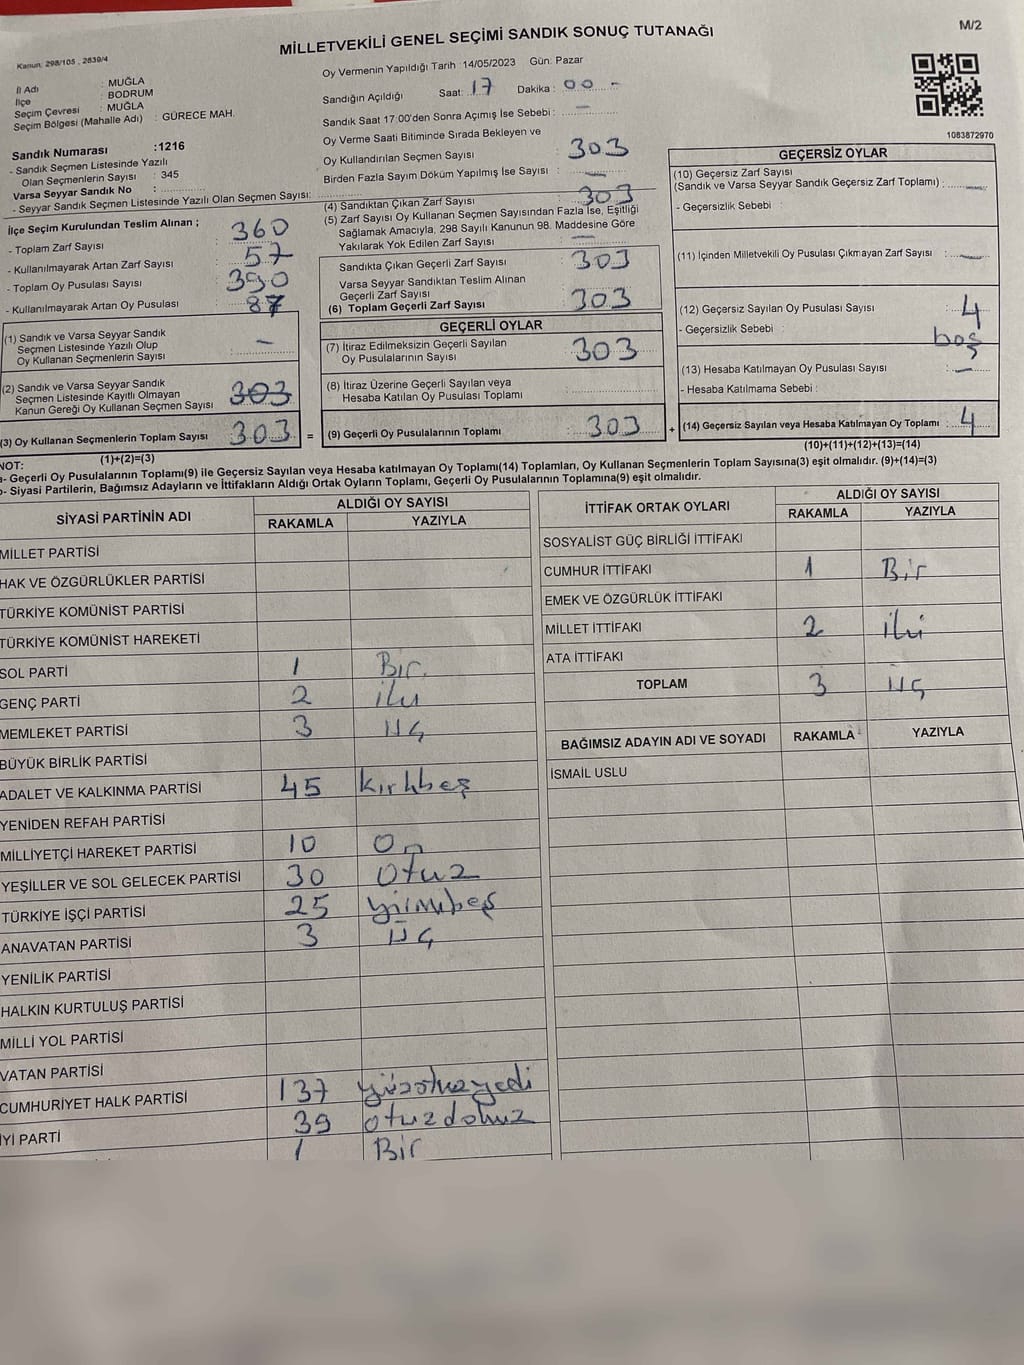 M/2
MİLLETVEKİLİ GENEL SEÇİMİ SANDIK SONUÇ TUTANAĞI
Kanun: 298/105 , 2839/4
İl Adı : MUĞLA
İlçe : BODRUM
Seçim Çevresi : MUĞLA
Seçim Bölgesi (Mahalle Adı) : GÜRECE MAH.
Sandık Numarası :1216
- Sandık Seçmen Listesinde Yazılı
Olan Seçmenlerin Sayısı : 345
Varsa Seyyar Sandık No :
- Seyyar Sandık Seçmen Listesinde Yazılı Olan Seçmen Sayısı:
İlçe Seçim Kurulundan Teslim Alınan ;
- Toplam Zarf Sayısı : 360
- Kullanılmayarak Artan Zarf Sayısı : 57
- Toplam Oy Pusulası Sayısı : 390
- Kullanılmayarak Artan Oy Pusulası : 87
(1) Sandık ve Varsa Seyyar Sandık
Seçmen Listesinde Yazılı Olup
Oy Kullanan Seçmenlerin Sayısı : –
(2) Sandık ve Varsa Seyyar Sandık
Seçmen Listesinde Kayıtlı Olmayan
Kanun Gereği Oy Kullanan Seçmen Sayısı : 303
(3) Oy Kullanan Seçmenlerin Toplam Sayısı : 303 =
(1)+(2)=(3)
Oy Vermenin Yapıldığı Tarih :14/05/2023 Gün: Pazar
Sandığın Açıldığı Saat: 17 Dakika : 00 -
Sandık Saat 17:00'den Sonra Açımış İse Sebebi : –
Oy Verme Saati Bitiminde Sırada Bekleyen ve
Oy Kullandırılan Seçmen Sayısı : 303
Birden Fazla Sayım Döküm Yapılmış İse Sayısı : –
(4) Sandıktan Çıkan Zarf Sayısı : 303
(5) Zarf Sayısı Oy Kullanan Seçmen Sayısından Fazla İse, Eşitliği
Sağlamak Amacıyla, 298 Sayılı Kanunun 98. Maddesine Göre
Yakılarak Yok Edilen Zarf Sayısı : –
Sandıkta Çıkan Geçerli Zarf Sayısı : 303
Varsa Seyyar Sandıktan Teslim Alınan
Geçerli Zarf Sayısı
(6) Toplam Geçerli Zarf Sayısı : 303
GEÇERLİ OYLAR
(7) İtiraz Edilmeksizin Geçerli Sayılan
Oy Pusulalarının Sayısı : 303
(8) İtiraz Üzerine Geçerli Sayılan veya
Hesaba Katılan Oy Pusulası Toplamı :
(9) Geçerli Oy Pusulalarının Toplamı : 303 +
1083872970
GEÇERSİZ OYLAR
(10) Geçersiz Zarf Sayısı
(Sandık ve Varsa Seyyar Sandık Geçersiz Zarf Toplamı) : –
- Geçersizlik Sebebi :
(11) İçinden Milletvekili Oy Pusulası Çıkmayan Zarf Sayısı : –
(12) Geçersiz Sayılan Oy Pusulası Sayısı : 4
- Geçersizlik Sebebi : boş
(13) Hesaba Katılmayan Oy Pusulası Sayısı : –
- Hesaba Katılmama Sebebi :
(14) Geçersiz Sayılan veya Hesaba Katılmayan Oy Toplamı : 4
(10)+(11)+(12)+(13)=(14)
NOT:
a- Geçerli Oy Pusulalarının Toplamı(9) ile Geçersiz Sayılan veya Hesaba katılmayan Oy Toplamı(14) Toplamları, Oy Kullanan Seçmenlerin Toplam Sayısına(3) eşit olmalıdır. (9)+(14)=(3)
b- Siyasi Partilerin, Bağımsız Adayların ve İttifakların Aldığı Ortak Oyların Toplamı, Geçerli Oy Pusulalarının Toplamına(9) eşit olmalıdır.
SİYASİ PARTİNİN ADI ALDIĞI OY SAYISI
RAKAMLA YAZIYLA
MİLLET PARTİSİ
HAK VE ÖZGÜRLÜKLER PARTİSİ
TÜRKİYE KOMÜNİST PARTİSİ
TÜRKİYE KOMÜNİST HAREKETİ
SOL PARTİ 1 Bir.
GENÇ PARTİ 2 iki
MEMLEKET PARTİSİ 3 üç
BÜYÜK BİRLİK PARTİSİ
ADALET VE KALKINMA PARTİSİ 45 kırkbeş
YENİDEN REFAH PARTİSİ
MİLLİYETÇİ HAREKET PARTİSİ 10 On
YEŞİLLER VE SOL GELECEK PARTİSİ 30 Otuz
TÜRKİYE İŞÇİ PARTİSİ 25 yirmibeş
ANAVATAN PARTİSİ 3 Üç
YENİLİK PARTİSİ
HALKIN KURTULUŞ PARTİSİ
MİLLİ YOL PARTİSİ
VATAN PARTİSİ
CUMHURİYET HALK PARTİSİ 137 yüzotuzyedi
İYİ PARTİ 39 otuzdokuz
1 Bir
İTTİFAK ORTAK OYLARI ALDIĞI OY SAYISI
RAKAMLA YAZIYLA
SOSYALİST GÜÇ BİRLİĞİ İTTİFAKI
CUMHUR İTTİFAKI 1 Bir
EMEK VE ÖZGÜRLÜK İTTİFAKI
MİLLET İTTİFAKI 2 iki
ATA İTTİFAKI
TOPLAM 3 üç
BAĞIMSIZ ADAYIN ADI VE SOYADI RAKAMLA YAZIYLA
İSMAİL USLU